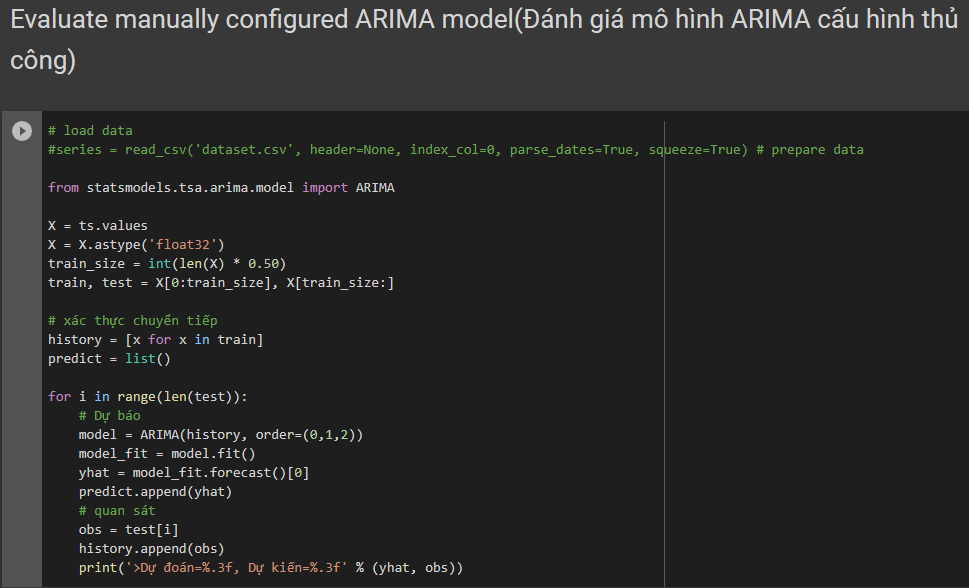 Evaluate manually configured ARIMA model(Đánh giá mô hình ARIMA cấu hình thủ
công)
# load data
#series = read_csv('dataset.csv', header=None, index_col=0, parse_dates=True, squeeze=True) # prepare data
from statsmodels.tsa.arima.model import ARIMA
X = ts.values
X = X.astype('float32')
train_size = int(len(X) * 0.50)
train, test = X[0:train_size], X[train_size:]
# xác thực chuyển tiếp
history = [x for x in train]
predict = list()
for i in range(len(test)):
    # Dự báo
    model = ARIMA(history, order=(0,1,2))
    model_fit = model.fit()
    yhat = model_fit.forecast()[0]
    predict.append(yhat)
    # quan sát
    obs = test[i]
    history.append(obs)
    print('>Dự đoán=%.3f, Dự kiến=%.3f' % (yhat, obs))